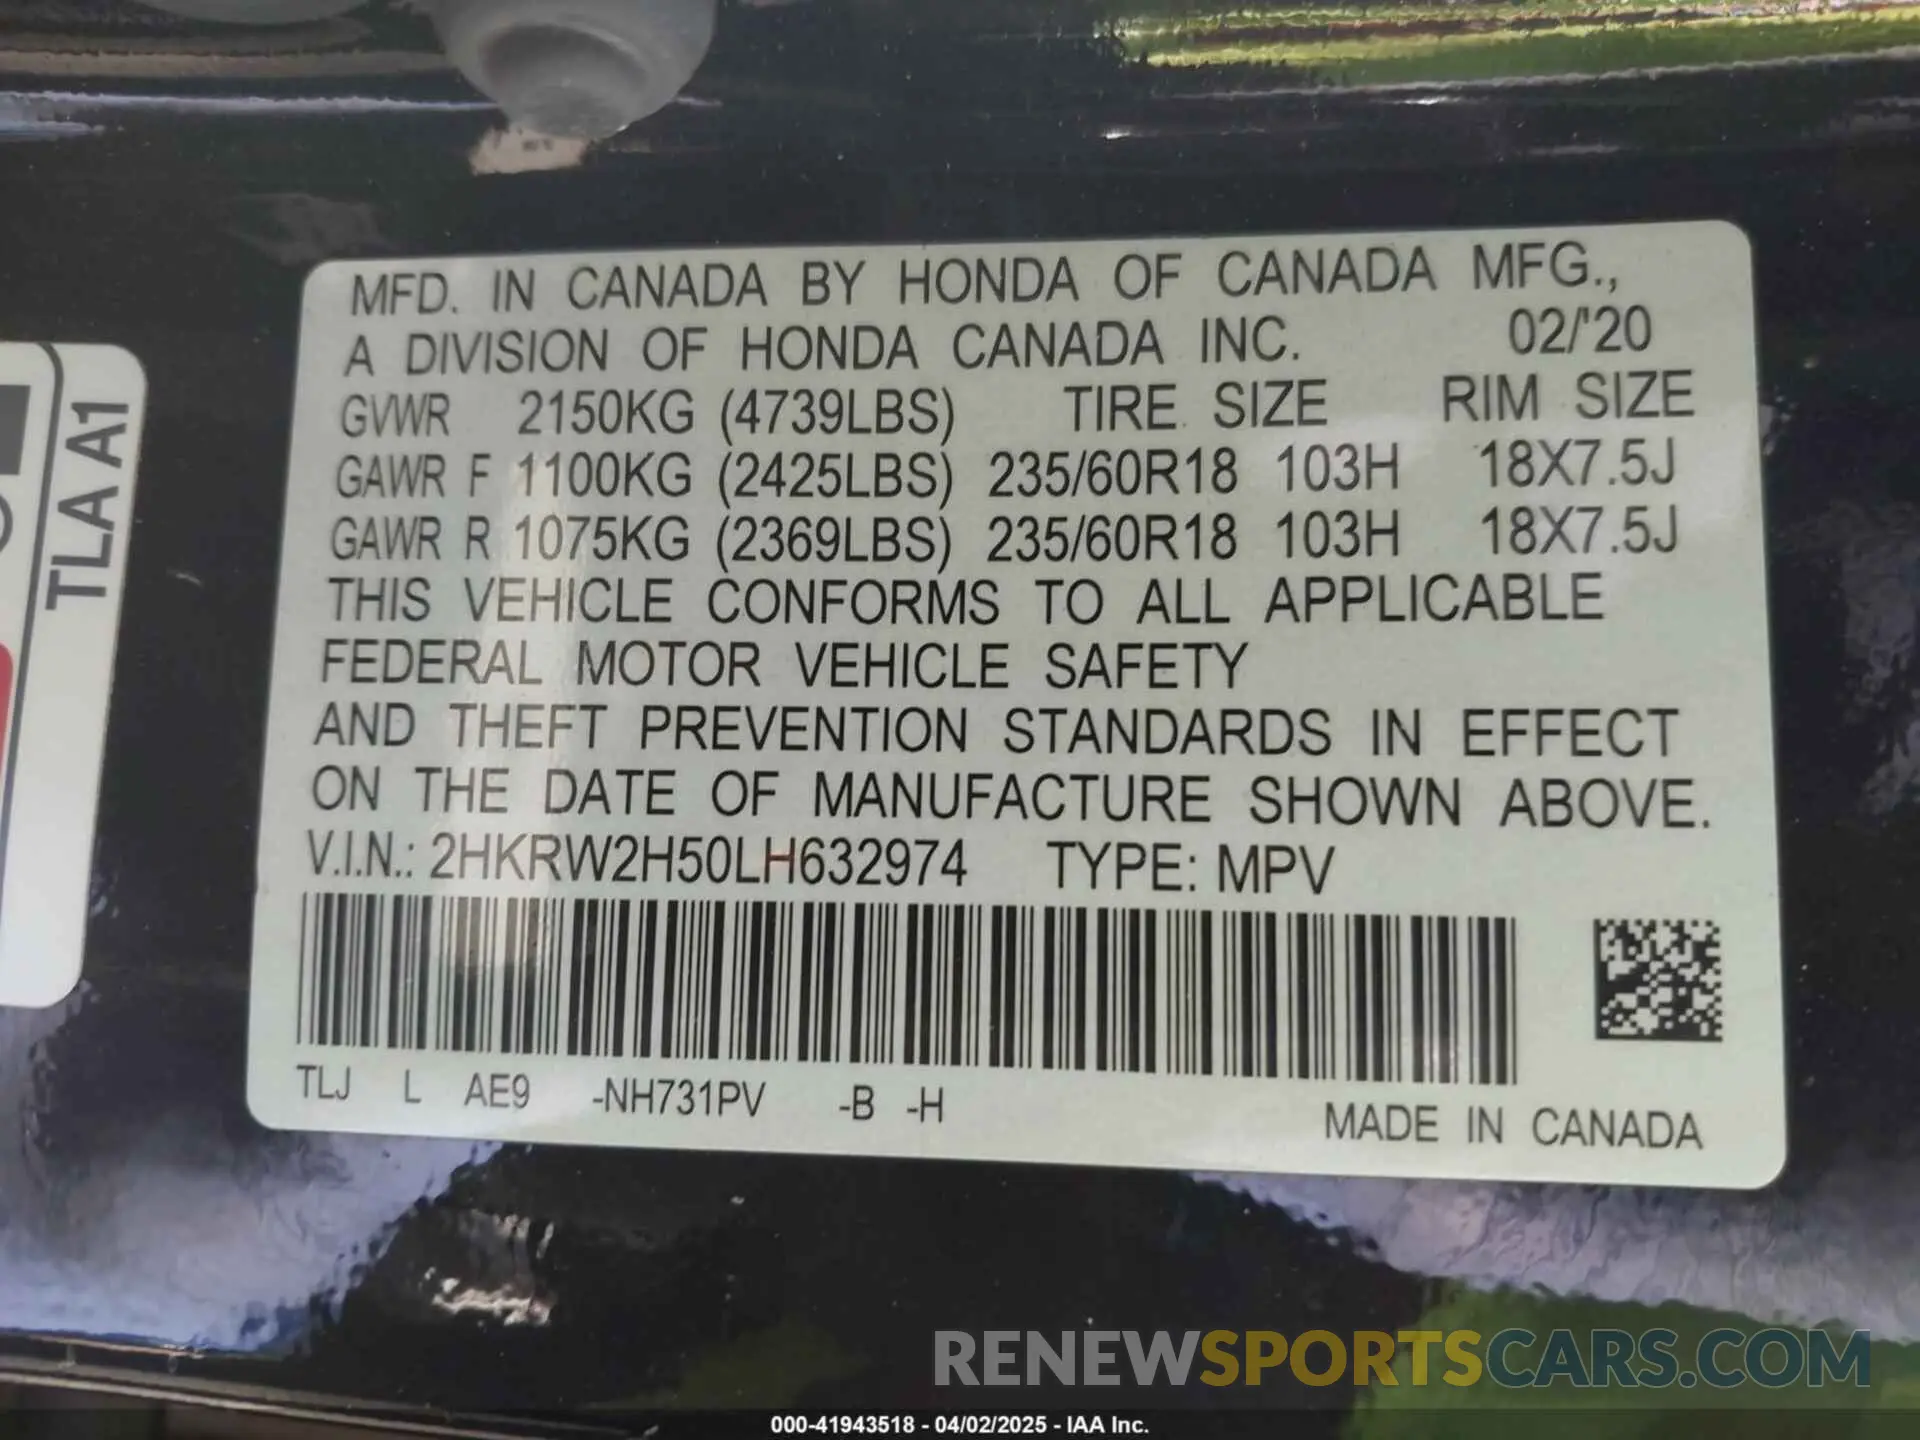 MFD. IN CANADA BY HONDA OF CANADA MFG.,
A DIVISION OF HONDA CANADA INC. 02/'20
GVWR 2150KG (4739LBS) TIRE SIZE RIM SIZE
GAWR F 1100KG (2425LBS) 235/60R18 103H 18X7.5J
GAWR R 1075KG (2369LBS) 235/60R18 103H 18X7.5J
THIS VEHICLE CONFORMS TO ALL APPLICABLE
FEDERAL MOTOR VEHICLE SAFETY
AND THEFT PREVENTION STANDARDS IN EFFECT
ON THE DATE OF MANUFACTURE SHOWN ABOVE.
V.I.N.: 2HKRW2H50LH632974 TYPE: MPV
TLJ L AE9 -NH731PV -B -H
MADE IN CANADA
TLA A1
RENEWSPORTSCARS.COM
000-41943518 - 04/02/2025 - IAA Inc.